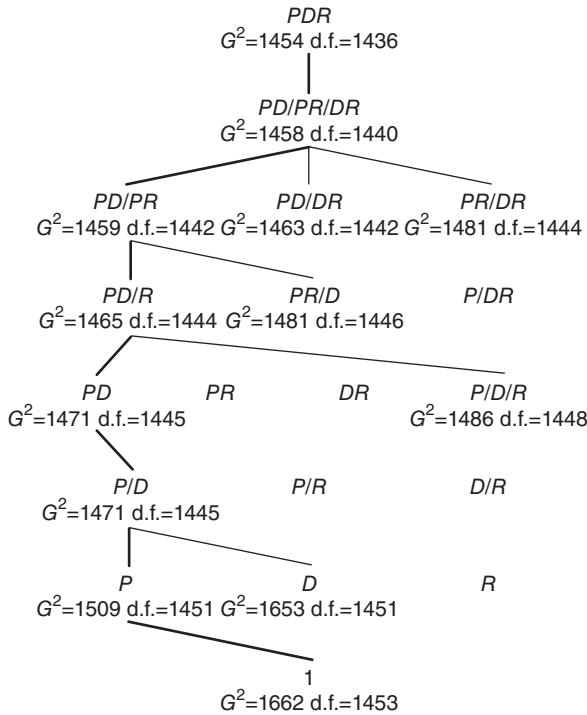 PDR
G²=1454 d.f.=1436
PD/PR/DR
G²=1458 d.f.=1440
PD/PR PD/DR PR/DR
G²=1459 d.f.=1442 G²=1463 d.f.=1442 G²=1481 d.f.=1444
PD/R PR/D P/DR
G²=1465 d.f.=1444 G²=1481 d.f.=1446
PD PR DR P/D/R
G²=1471 d.f.=1445 G²=1486 d.f.=1448
P/D P/R D/R
G²=1471 d.f.=1445
P D R
G²=1509 d.f.=1451 G²=1653 d.f.=1451
1
G²=1662 d.f.=1453